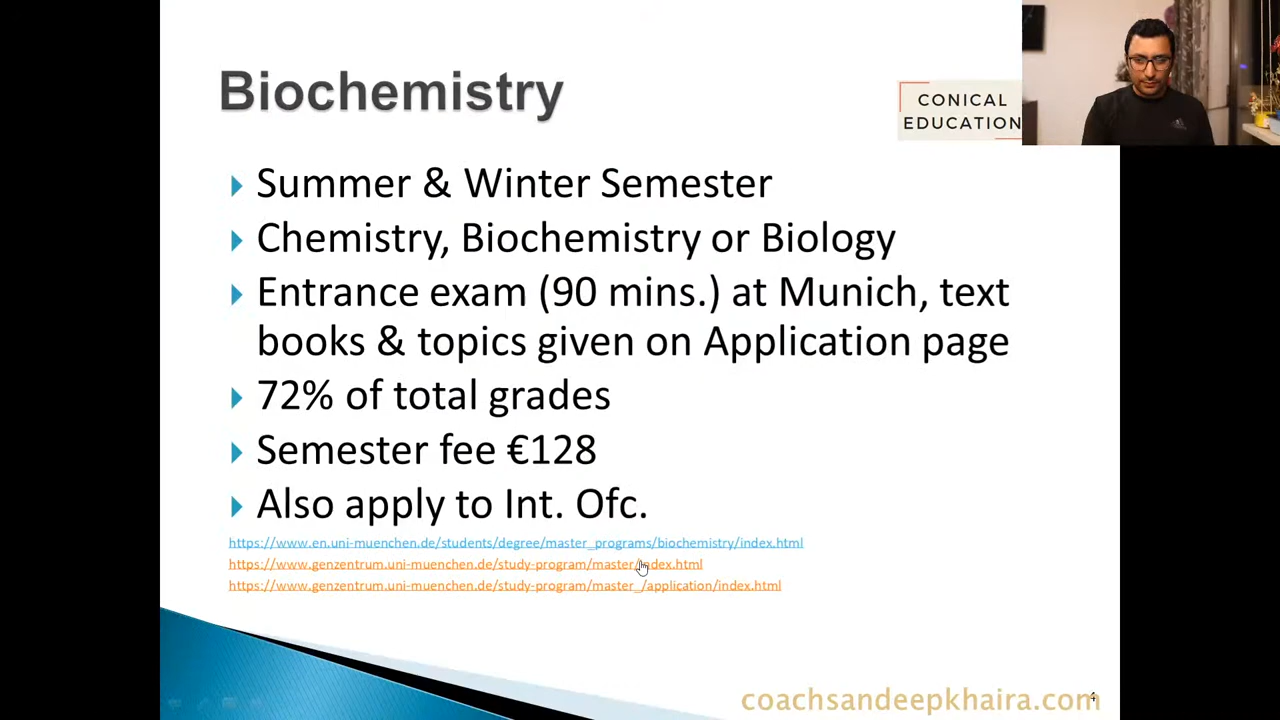 Biochemistry
CONICAL
EDUCATION
Summer & Winter Semester
Chemistry, Biochemistry or Biology
Entrance exam (90 mins.) at Munich, text
books & topics given on Application page
72% of total grades
Semester fee €128
Also apply to Int. Ofc.
https://www.en.uni-muenchen.de/students/degree/master_programs/biochemistry/index.html
https://www.genzentrum.uni-muenchen.de/study-program/master/index.html
https://www.genzentrum.uni-muenchen.de/study-program/master_/application/index.html
coachsandeepkhaira.com
4